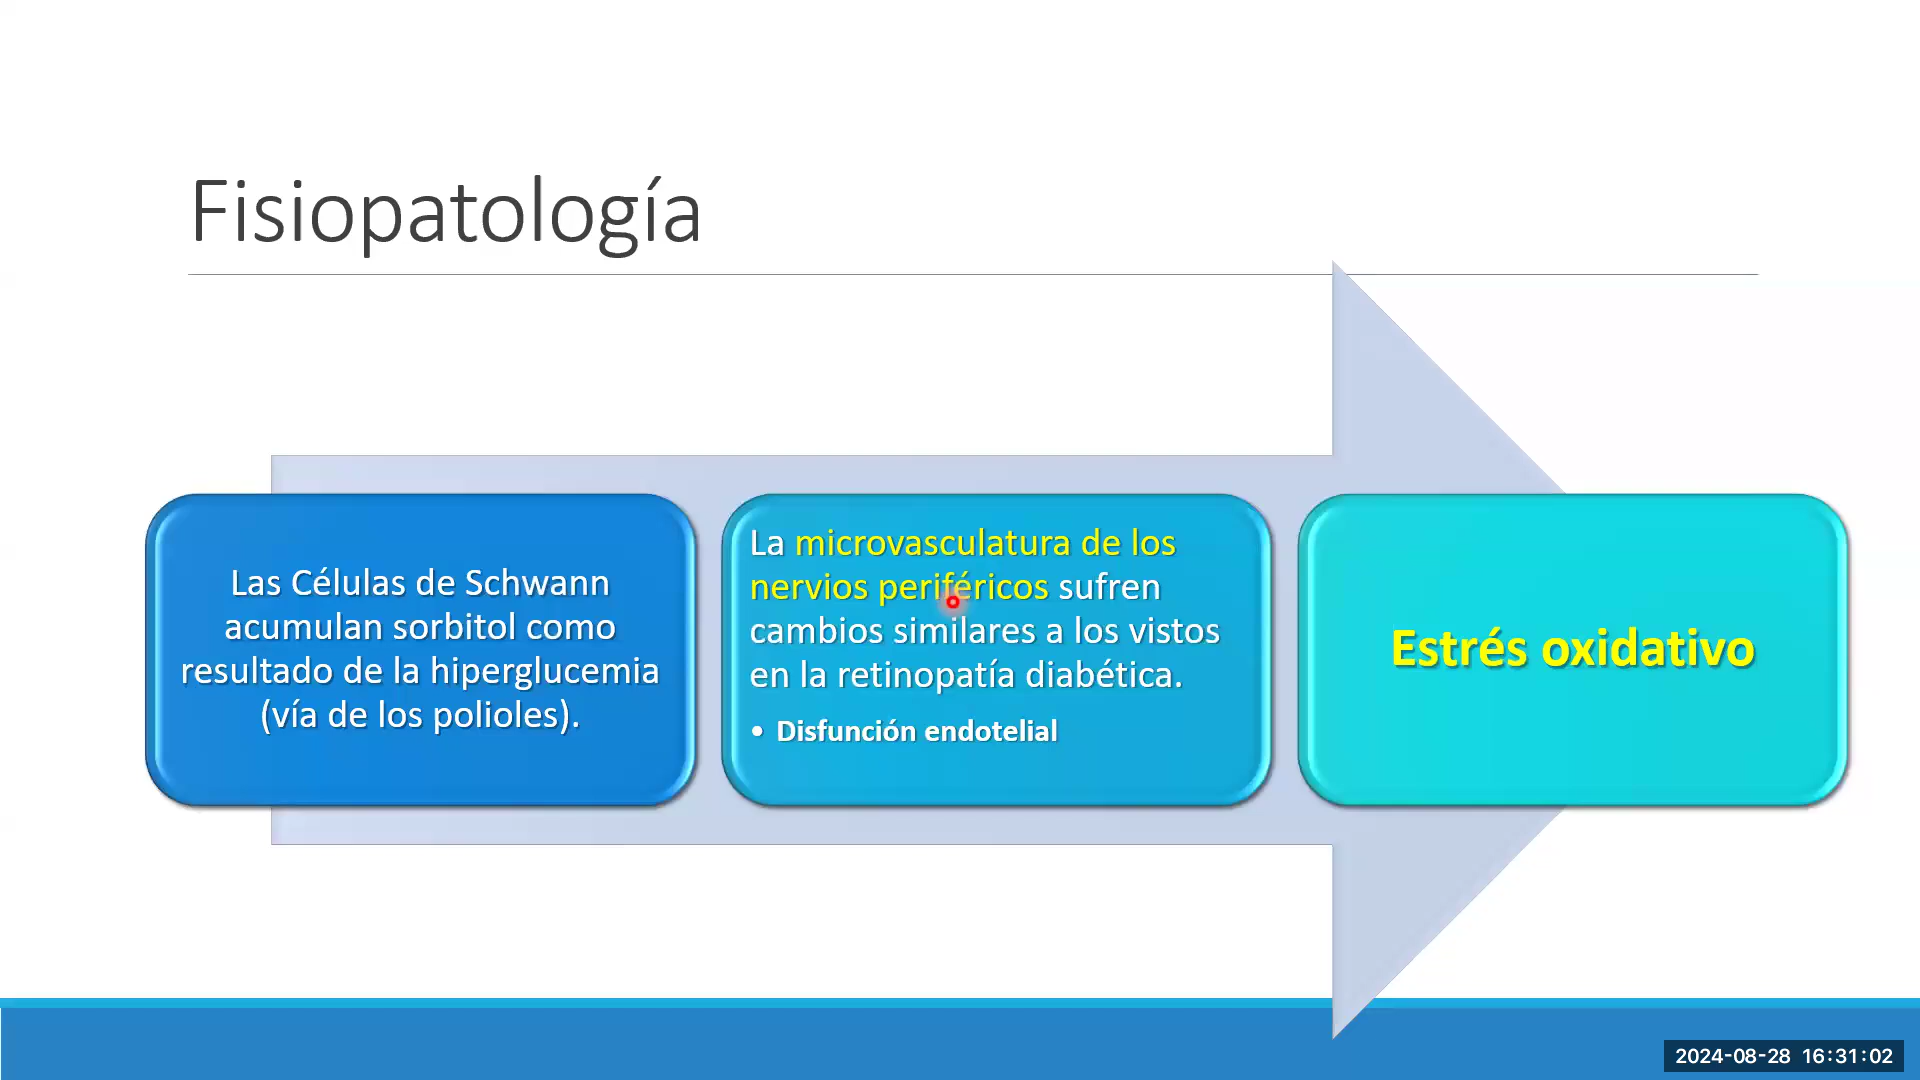 Fisiopatología
Las Células de Schwann
acumulan sorbitol como
resultado de la hiperglucemia
(vía de los polioles).
La microvasculatura de los
nervios periféricos sufren
cambios similares a los vistos
en la retinopatía diabética.
• Disfunción endotelial
Estrés oxidativo
2024-08-28 16:31:02